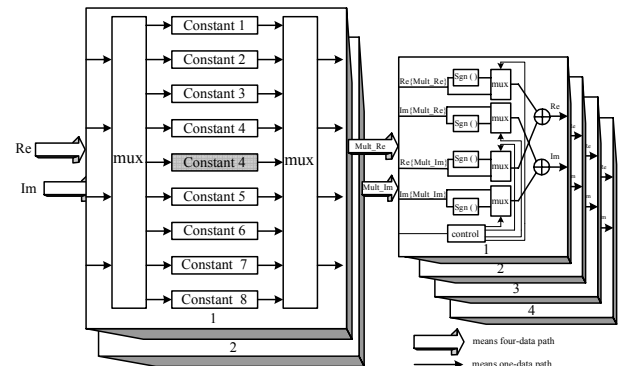 Re
Im
mux
Constant 1
Constant 2
Constant 3
Constant 4
Constant 4
Constant 5
Constant 6
Constant 7
Constant 8
mux
1
2
Mult_Re
Mult_Im
Re{Mult_Re}
Sgn ( )
mux
Im{Mult_Re}
Sgn ( )
mux
Re{Mult_Im}
Sgn ( )
mux
Im{Mult_Im}
Sgn ( )
mux
control
Re
Im
1
2
3
4
means four-data path
means one-data path